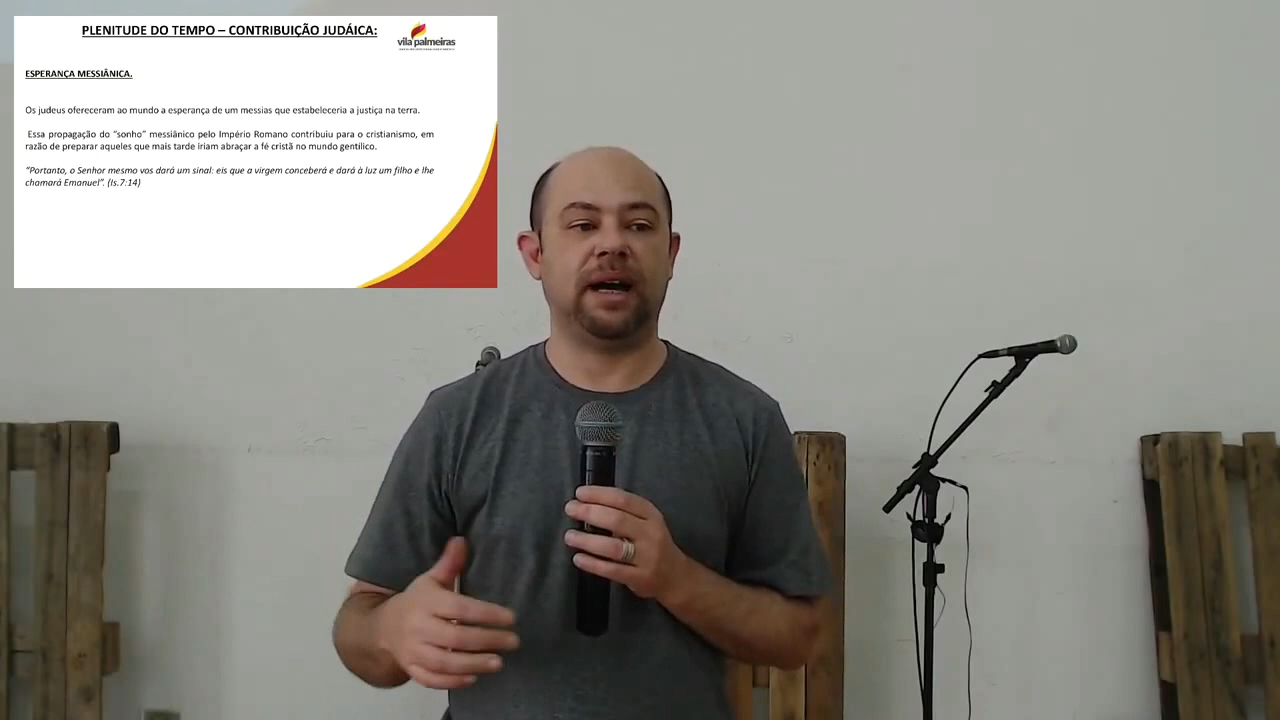 PLENITUDE DO TEMPO – CONTRIBUIÇÃO JUDÁICA:
vila palmeiras
ESPERANÇA MESSIÂNICA.
Os judeus ofereceram ao mundo a esperança de um messias que estabeleceria a justiça na terra.
Essa propagação do "sonho" messiânico pelo Império Romano contribuiu para o cristianismo, em
razão de preparar aqueles que mais tarde iriam abraçar a fé cristã no mundo gentílico.
"Portanto, o Senhor mesmo vos dará um sinal: eis que a virgem conceberá e dará à luz um filho e lhe
chamará Emanuel". (Is.7:14)